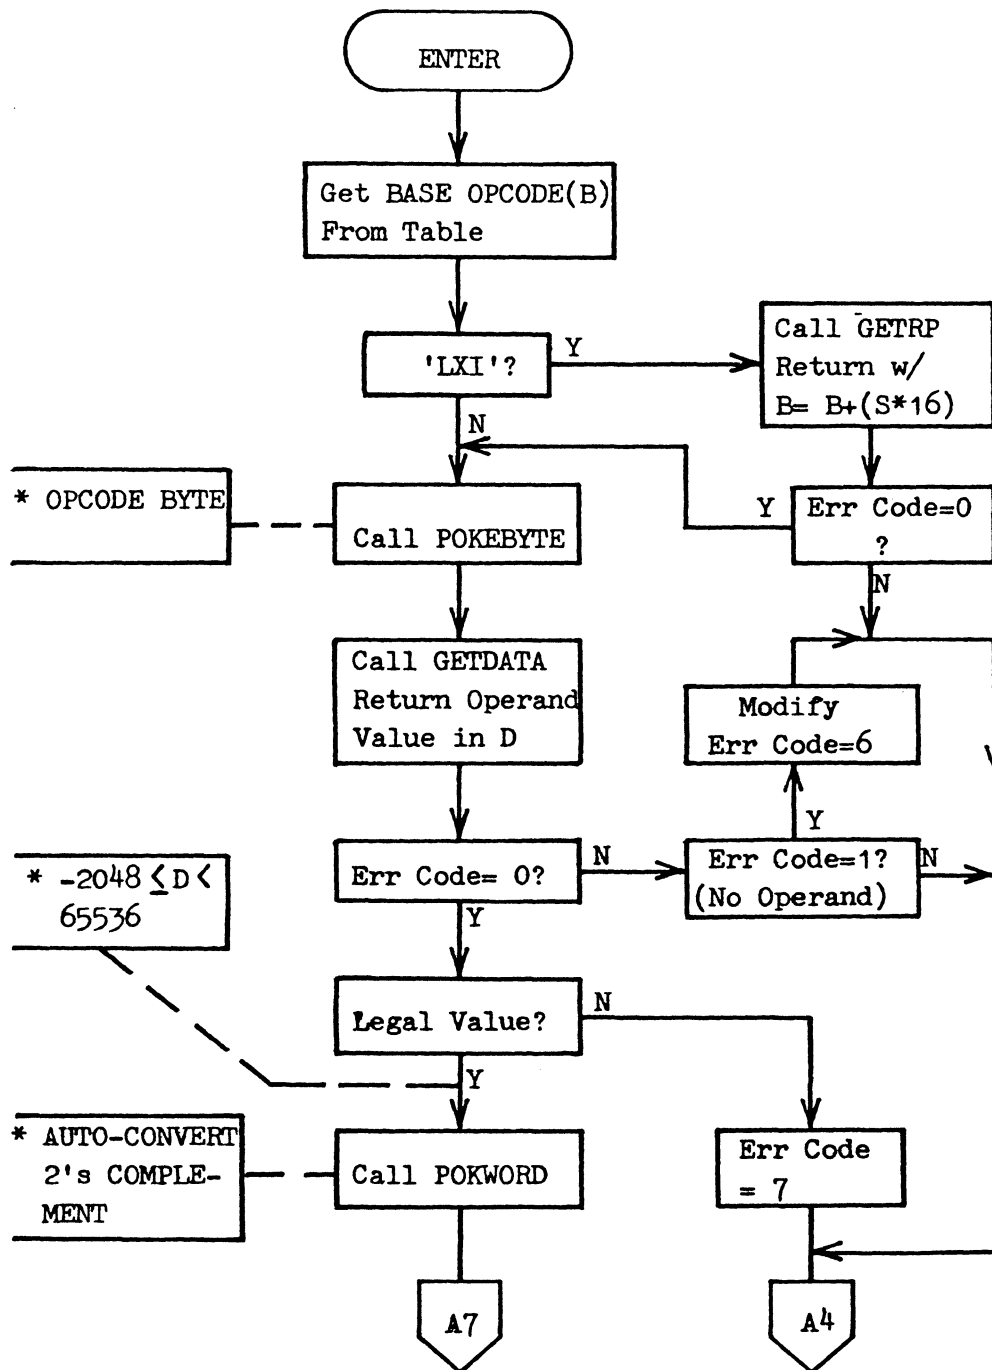 ENTER
Get BASE OPCODE(B)
From Table
'LXI'?
Y
Call GETRP
Return w/
B= B+(S*16)
N
* OPCODE BYTE
Call POKEBYTE
Y
Err Code=0
?
N
Call GETDATA
Return Operand
Value in D
Modify
Err Code=6
Y
* -2048 ≤ D <
65536
Err Code= 0?
N
Err Code=1?
(No Operand)
N
Y
Legal Value?
N
Y
* AUTO-CONVERT
2's COMPLE-
MENT
Call POKWORD
Err Code
= 7
A7
A4